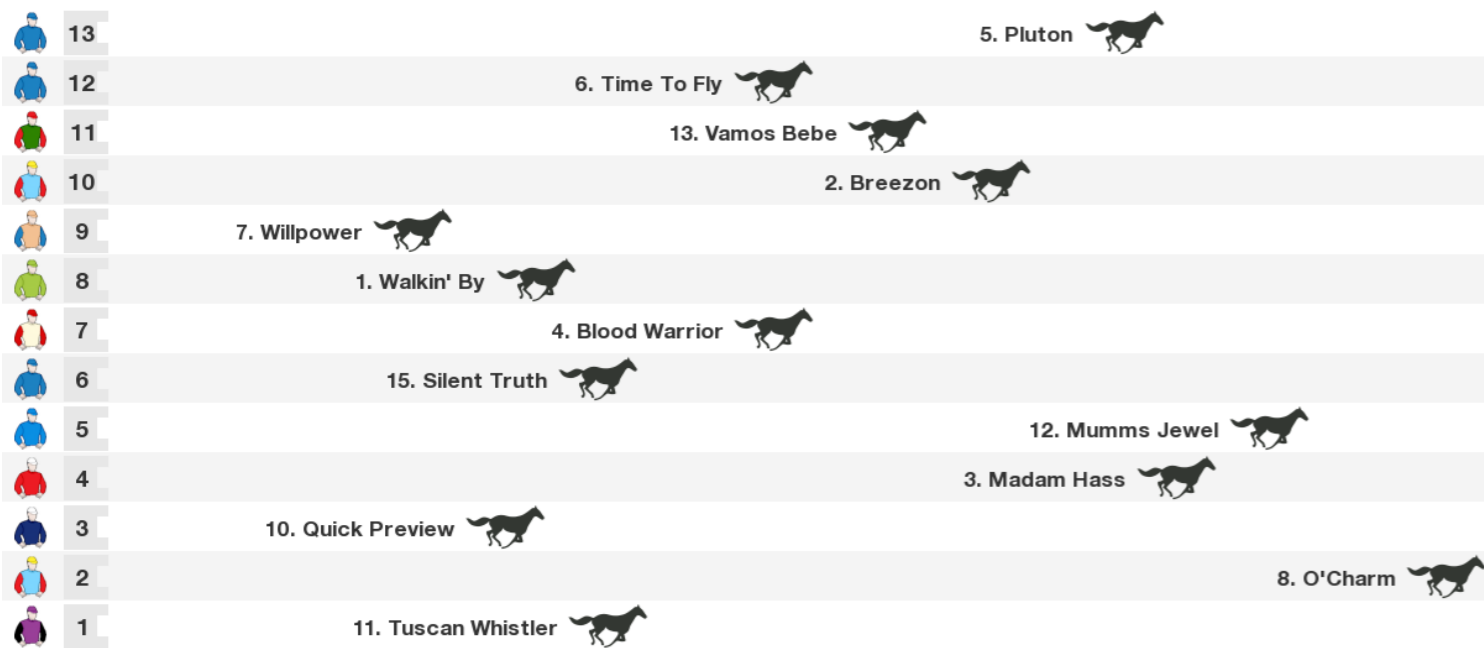 13 5. Pluton
12 6. Time To Fly
11 13. Vamos Bebe
10 2. Breezon
9 7. Willpower
8 1. Walkin' By
7 4. Blood Warrior
6 15. Silent Truth
5 12. Mumms Jewel
4 3. Madam Hass
3 10. Quick Preview
2 8. O'Charm
1 11. Tuscan Whistler